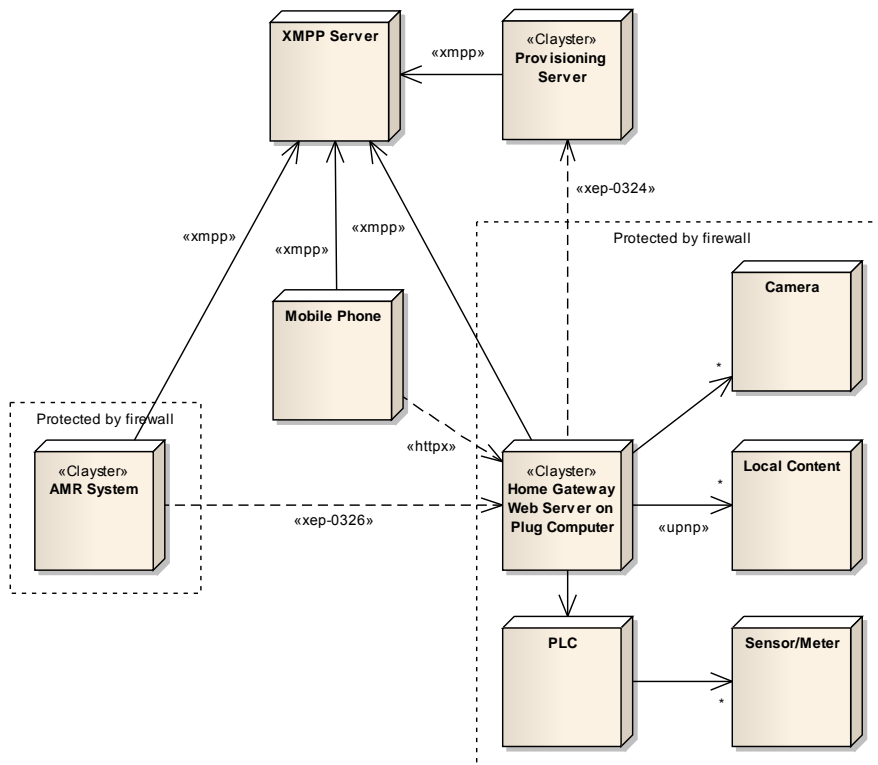 XMPP Server
«xmpp»
«Clayster»
Provisioning
Server
«xep-0324»
«xmpp»
«xmpp»
«xmpp»
Protected by firewall
Camera
*
Mobile Phone
«httpx»
Protected by firewall
«Clayster»
AMR System
«xep-0326»
«Clayster»
Home Gateway
Web Server on
Plug Computer
Local Content
*
«upnp»
PLC
Sensor/Meter
*